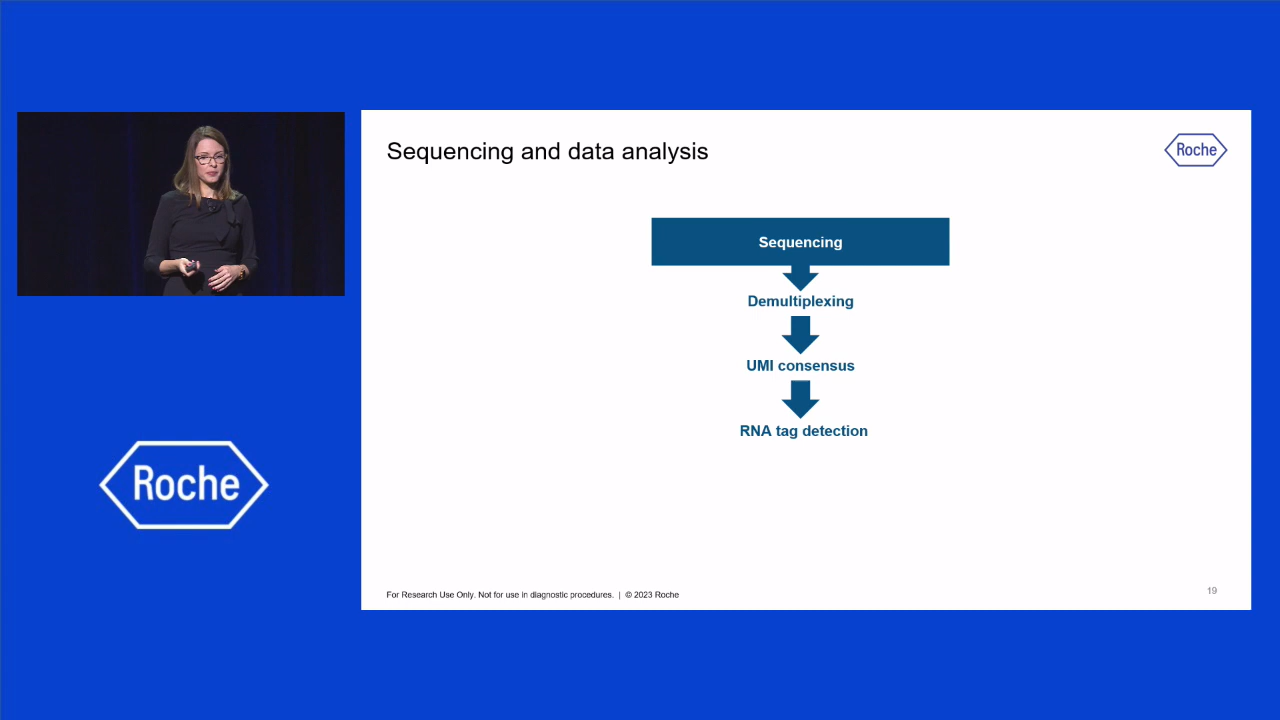 Sequencing and data analysis
Roche
Sequencing
Demultiplexing
UMI consensus
RNA tag detection
Roche
For Research Use Only. Not for use in diagnostic procedures. | © 2023 Roche
19